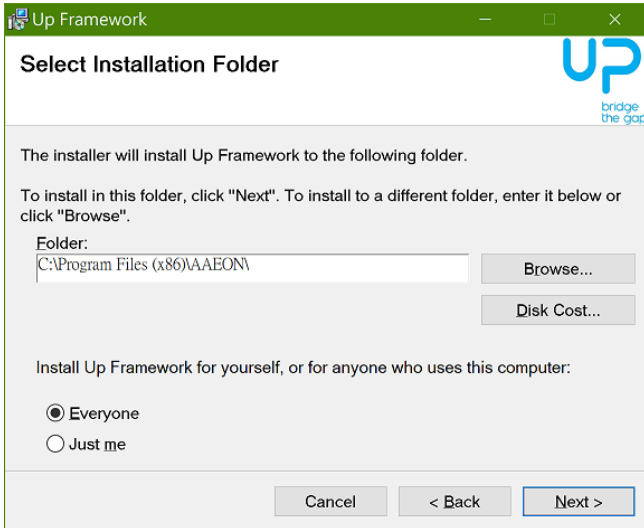 Up Framework
Select Installation Folder
UP
bridge
the gap
The installer will install Up Framework to the following folder.
To install in this folder, click "Next". To install to a different folder, enter it below or
click "Browse".
Folder:
C:\Program Files (x86)\AAEON\
Browse...
Disk Cost...
Install Up Framework for yourself, or for anyone who uses this computer:
Everyone
Just me
Cancel
< Back
Next >